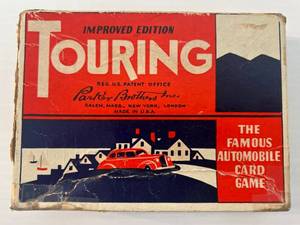 IMPROVED EDITION
TOURING
REG. U.S. PATENT OFFICE
Parker Brothers Inc.
SALEM, MASS., NEW YORK, LONDON
MADE IN U.S.A.
THE
FAMOUS
AUTOMOBILE
CARD
GAME